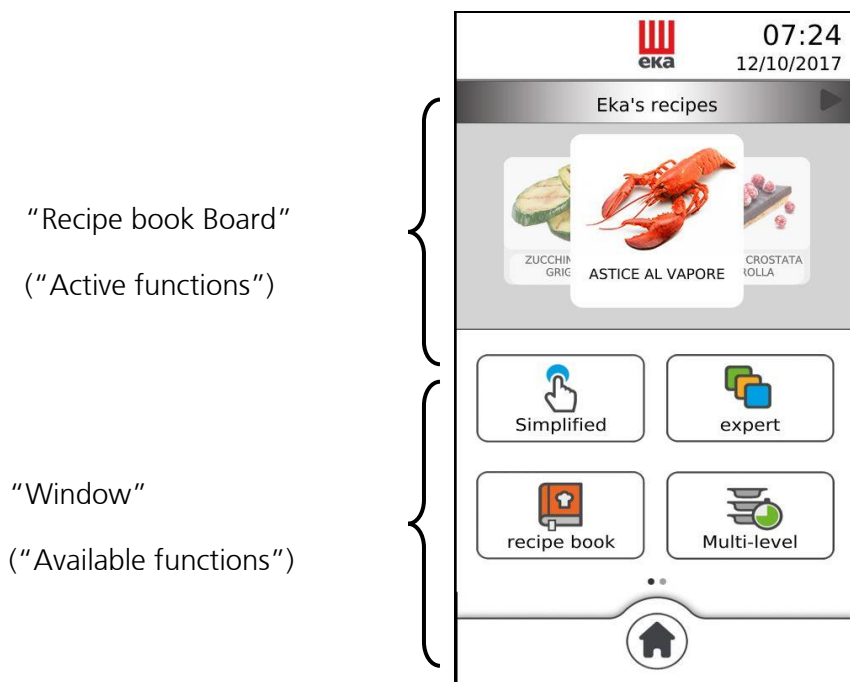 eka
07:24
12/10/2017
Eka's recipes
"Recipe book Board"
("Active functions")
ZUCCHIN
GRIG
ASTICE AL VAPORE
CROSTATA
ROLLA
Simplified
expert
"Window"
("Available functions")
recipe book
Multi-level